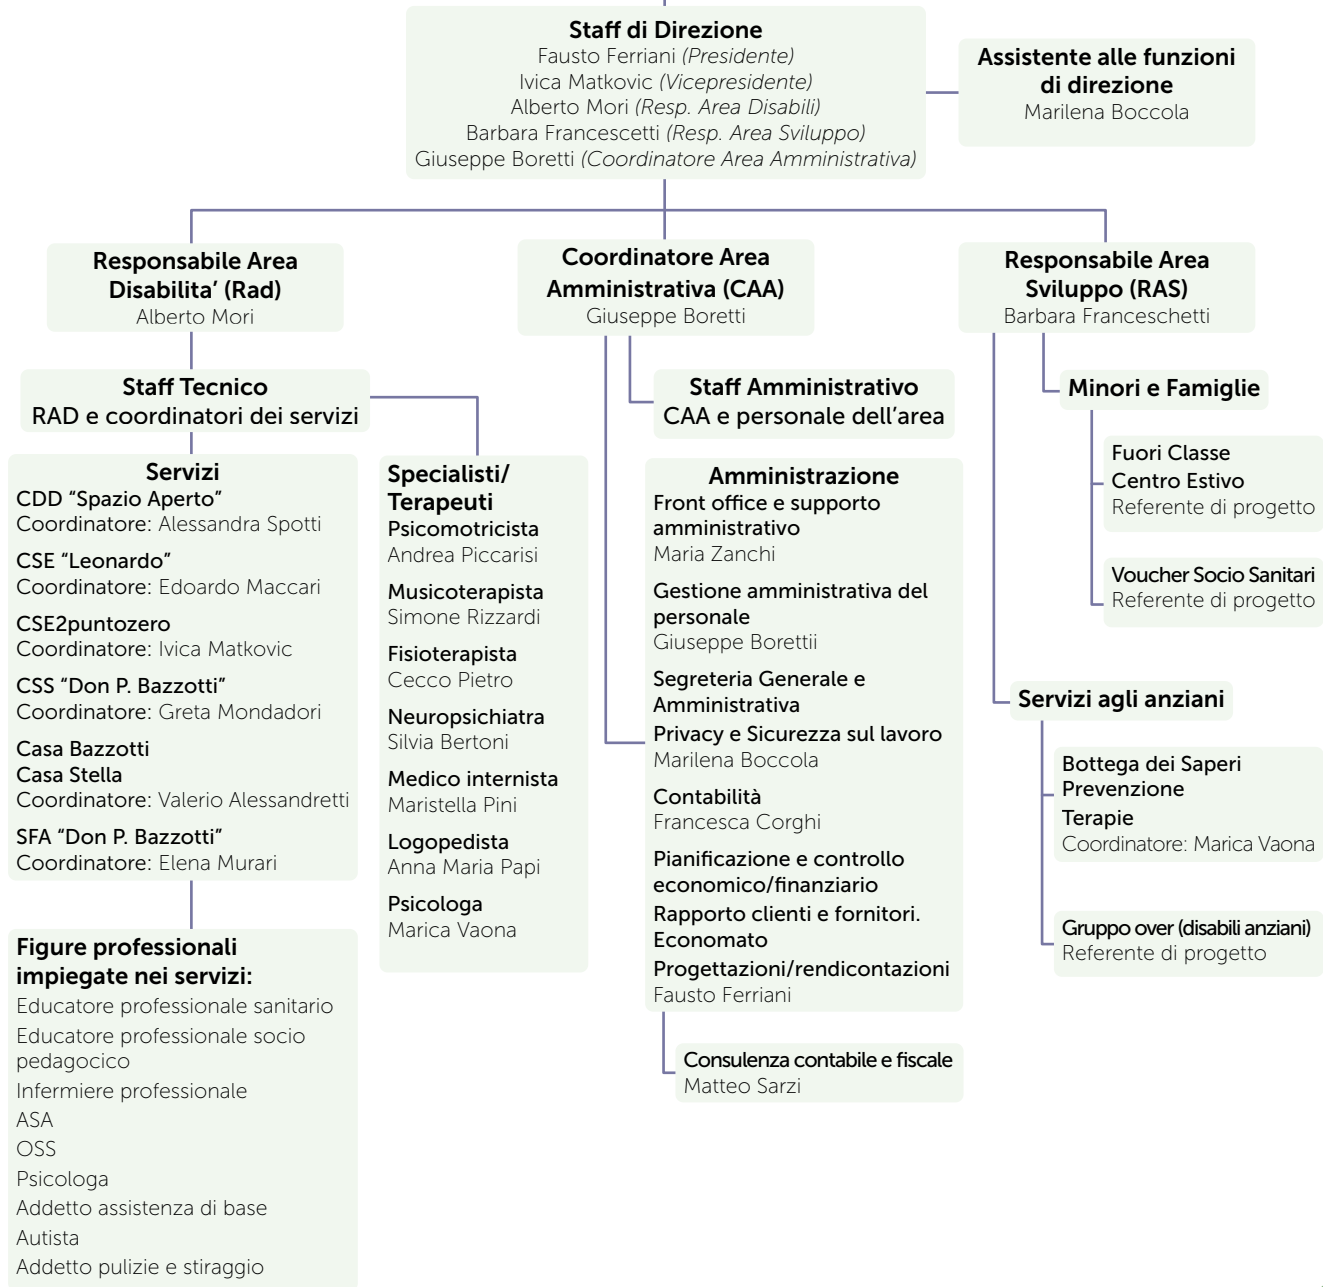 Staff di Direzione
Fausto Ferriani (Presidente)
Ivica Matkovic (Vicepresidente)
Alberto Mori (Resp. Area Disabili)
Barbara Francescetti (Resp. Area Sviluppo)
Giuseppe Boretti (Coordinatore Area Amministrativa)
Assistente alle funzioni
di direzione
Marilena Boccola
Responsabile Area
Disabilita' (Rad)
Alberto Mori
Coordinatore Area
Amministrativa (CAA)
Giuseppe Boretti
Responsabile Area
Sviluppo (RAS)
Barbara Franceschetti
Staff Tecnico
RAD e coordinatori dei servizi
Servizi
CDD “Spazio Aperto”
Coordinatore: Alessandra Spotti
CSE “Leonardo”
Coordinatore: Edoardo Maccari
CSE2puntozero
Coordinatore: Ivica Matkovic
CSS “Don P. Bazzotti”
Coordinatore: Greta Mondadori
Casa Bazzotti
Casa Stella
Coordinatore: Valerio Alessandretti
SFA “Don P. Bazzotti”
Coordinatore: Elena Murari
Figure professionali
impiegate nei servizi:
Educatore professionale sanitario
Educatore professionale socio
pedagocico
Infermiere professionale
ASA
OSS
Psicologa
Addetto assistenza di base
Autista
Addetto pulizie e stiraggio
Specialisti/
Terapeuti
Psicomotricista
Andrea Piccarisi
Musicoterapista
Simone Rizzardi
Fisioterapista
Cecco Pietro
Neuropsichiatra
Silvia Bertoni
Medico internista
Maristella Pini
Logopedista
Anna Maria Papi
Psicologa
Marica Vaona
Staff Amministrativo
CAA e personale dell'area
Amministrazione
Front office e supporto
amministrativo
Maria Zanchi
Gestione amministrativa del
personale
Giuseppe Borettii
Segreteria Generale e
Amministrativa
Privacy e Sicurezza sul lavoro
Marilena Boccola
Contabilità
Francesca Corghi
Pianificazione e controllo
economico/finanziario
Rapporto clienti e fornitori.
Economato
Progettazioni/rendicontazioni
Fausto Ferriani
Consulenza contabile e fiscale
Matteo Sarzi
Minori e Famiglie
Fuori Classe
Centro Estivo
Referente di progetto
Voucher Socio Sanitari
Referente di progetto
Servizi agli anziani
Bottega dei Saperi
Prevenzione
Terapie
Coordinatore: Marica Vaona
Gruppo over (disabili anziani)
Referente di progetto